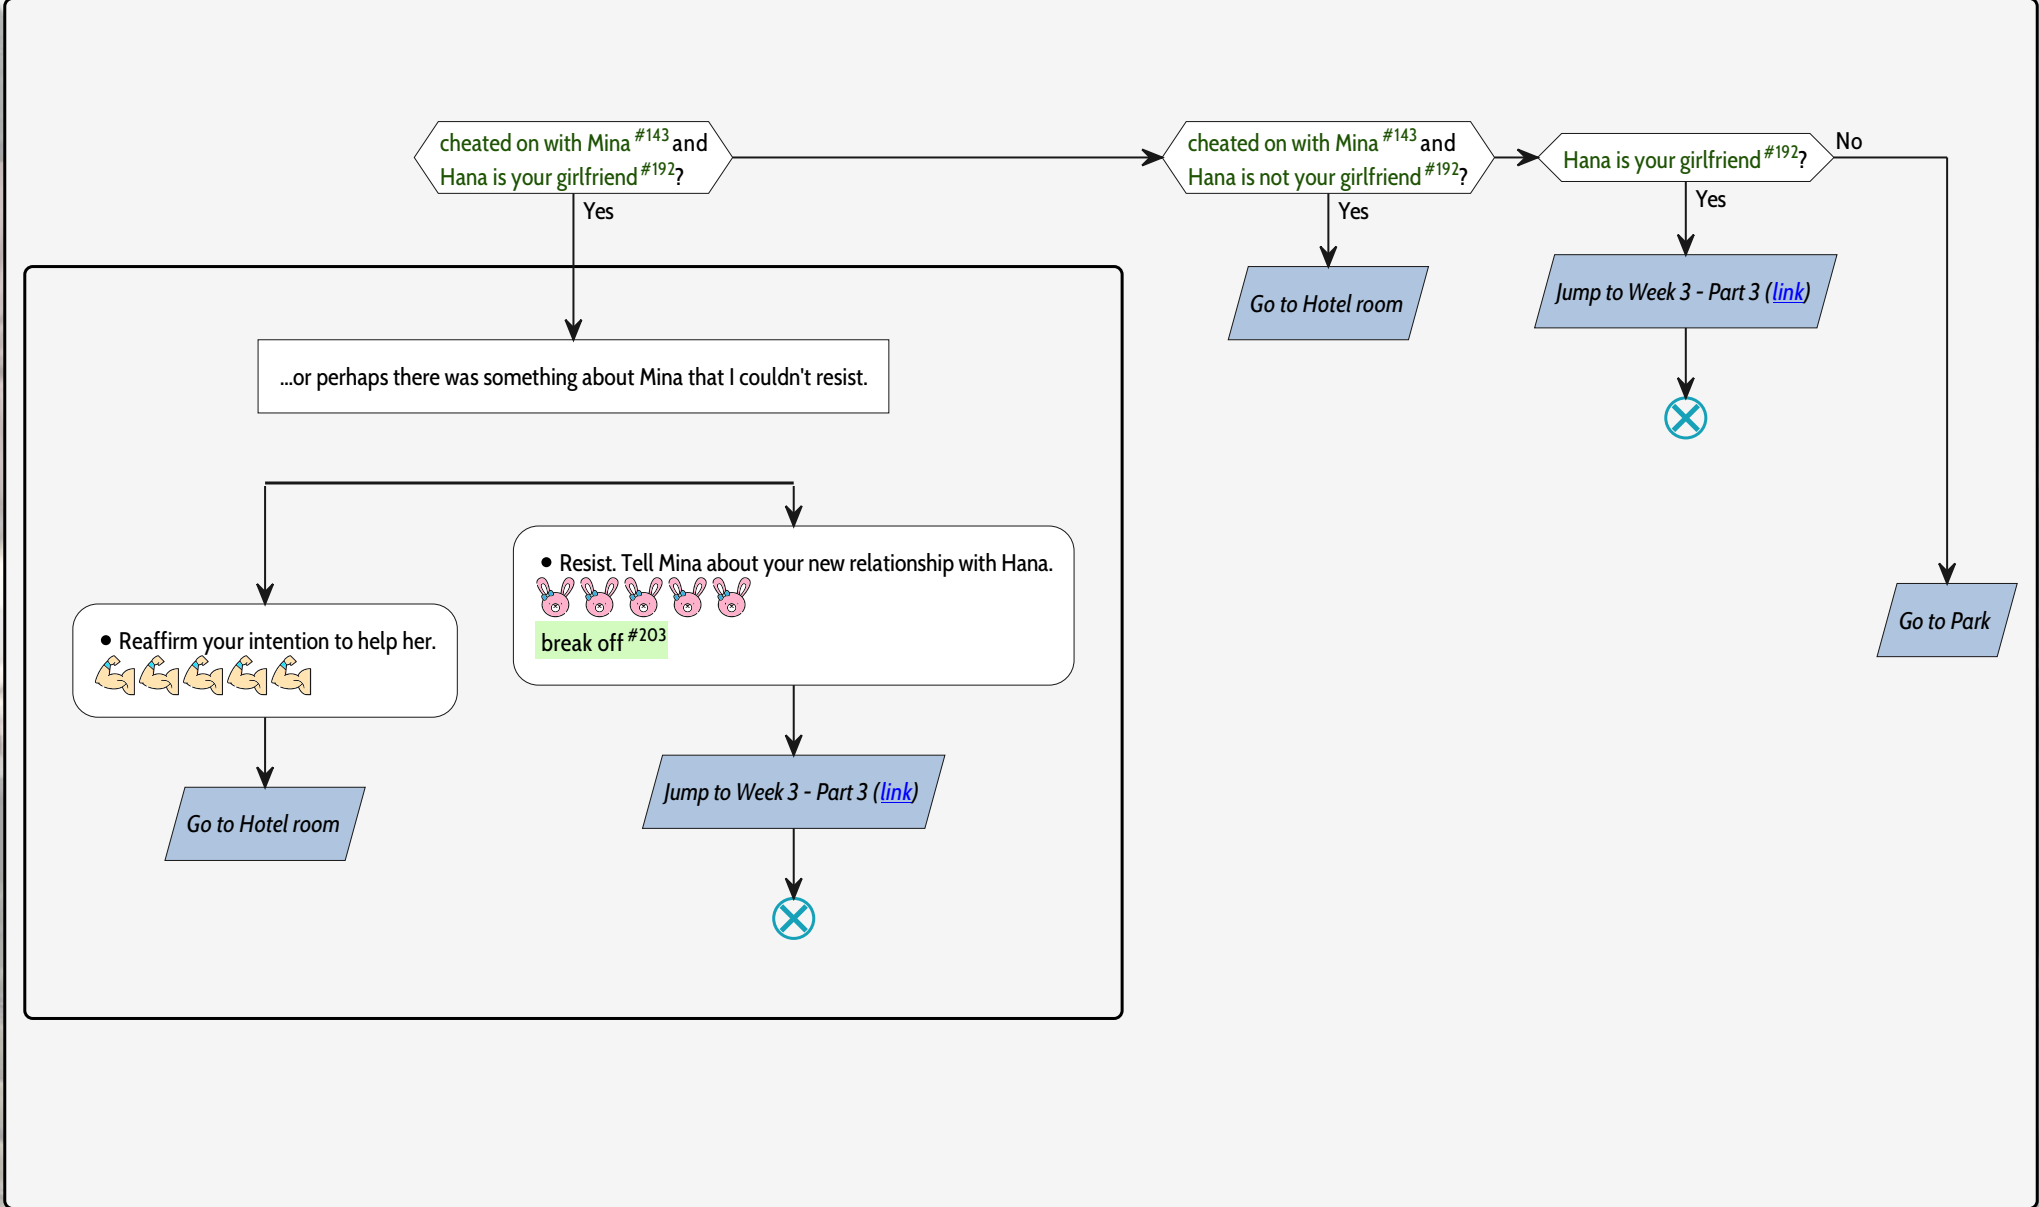 cheated on with Mina #143 and
Hana is your girlfriend #192?
Yes
cheated on with Mina #143 and
Hana is not your girlfriend #192?
Yes
Hana is your girlfriend #192?
No
Yes
Go to Hotel room
Jump to Week 3 - Part 3 (link)
...or perhaps there was something about Mina that I couldn't resist.
• Resist. Tell Mina about your new relationship with Hana.
break off #203
• Reaffirm your intention to help her.
Go to Park
Jump to Week 3 - Part 3 (link)
Go to Hotel room